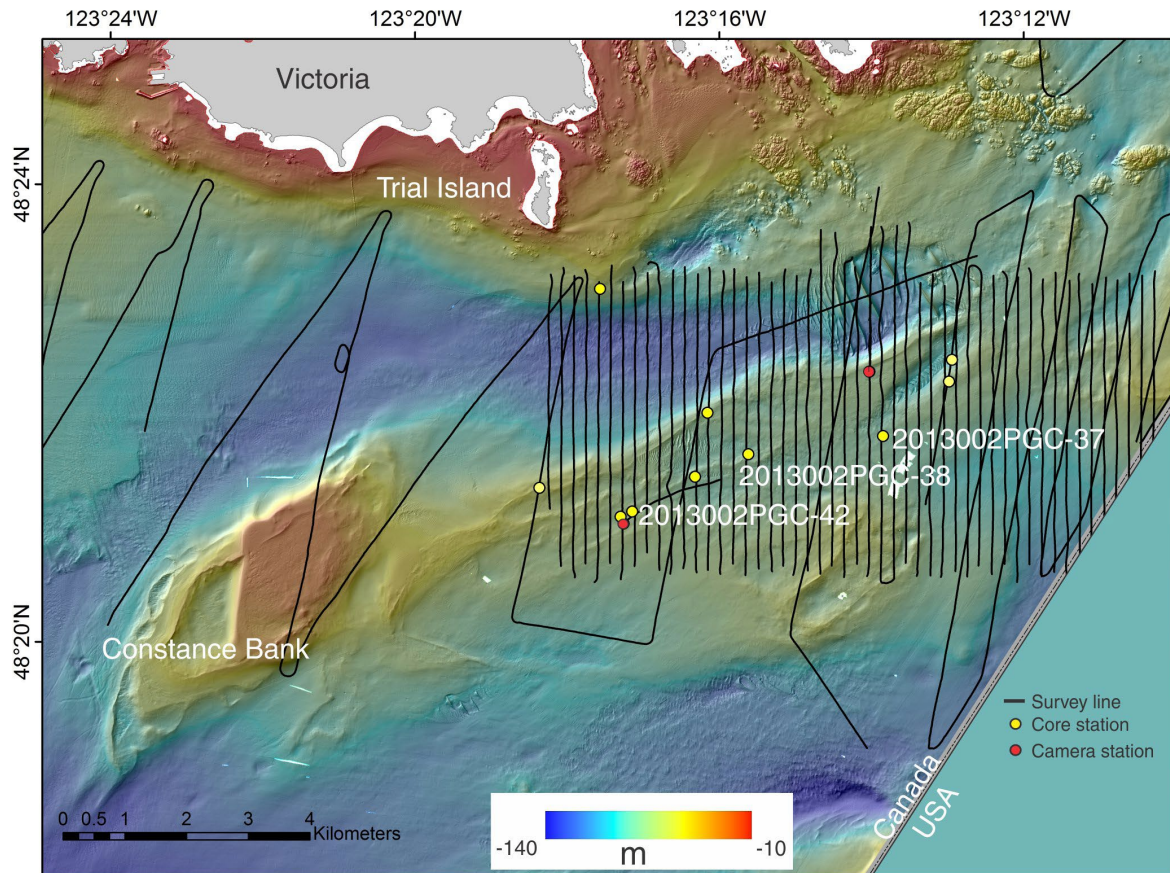 123°24'W
123°20'W
123°16'W
123°12'W
Victoria
Trial Island
48°24'N
2013002PGC-37
2013002PGC-38
2013002PGC-42
48°20'N
Constance Bank
Survey line
Core station
Camera station
Canada
USA
0 0.5 1 2 3 4
Kilometers
-140
-10
m